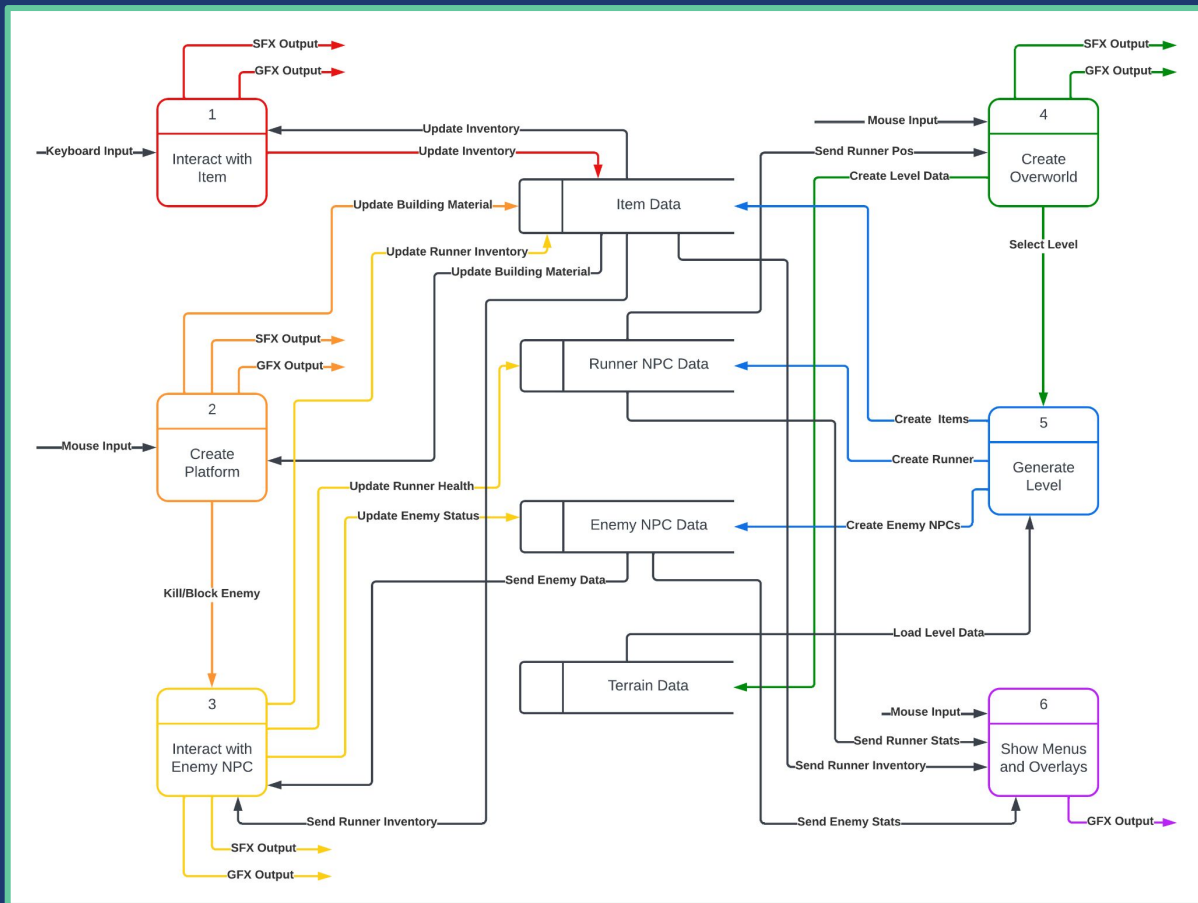 SFX Output
GFX Output
1
Interact with
Item
Keyboard Input
Update Inventory
Update Inventory
SFX Output
GFX Output
4
Create
Overworld
Mouse Input
Send Runner Pos
Create Level Data
Select Level
Item Data
Update Building Material
Update Runner Inventory
Update Building Material
SFX Output
GFX Output
2
Create
Platform
Mouse Input
Runner NPC Data
Create Items
Create Runner
Create Enemy NPCs
5
Generate
Level
Update Runner Health
Update Enemy Status
Enemy NPC Data
Send Enemy Data
Kill/Block Enemy
Load Level Data
Terrain Data
3
Interact with
Enemy NPC
Send Runner Inventory
SFX Output
GFX Output
Mouse Input
Send Runner Stats
Send Runner Inventory
Send Enemy Stats
6
Show Menus
and Overlays
GFX Output